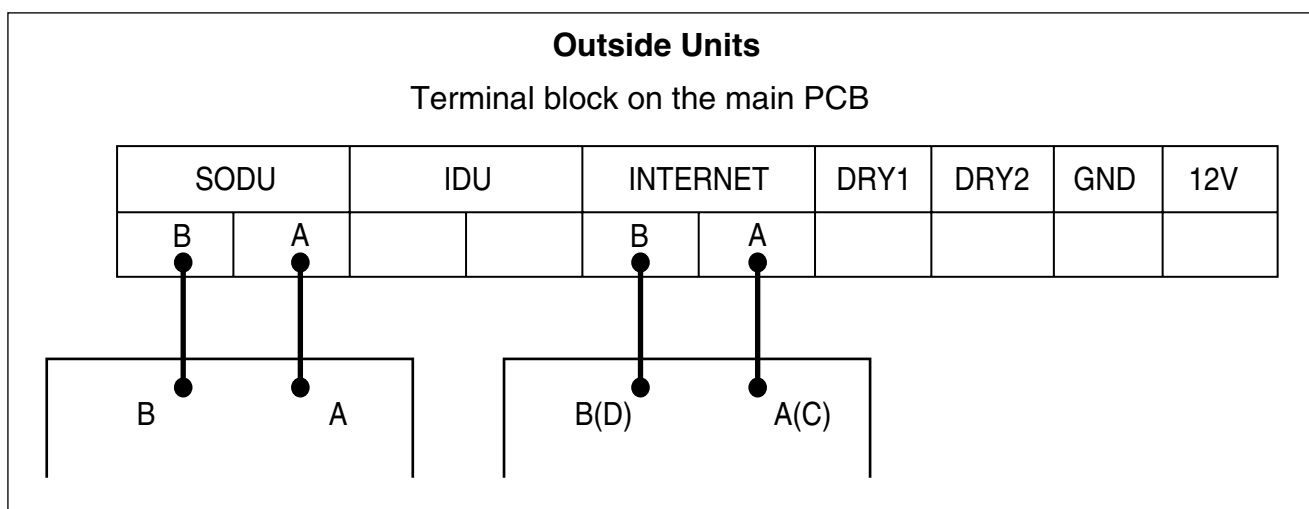 Outside Units
Terminal block on the main PCB
SODU IDU INTERNET DRY1 DRY2 GND 12V
B A B A
B A B(D) A(C)